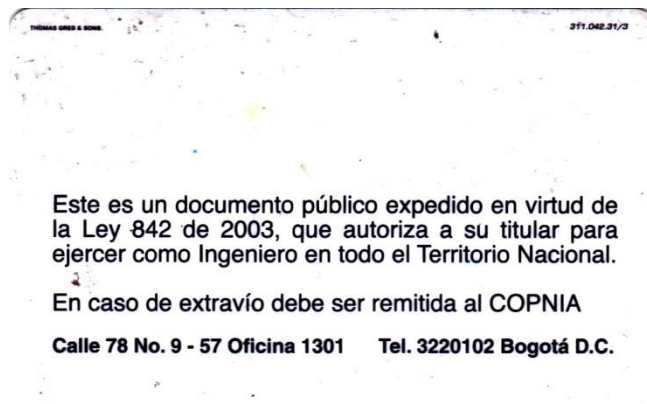 THOMAS GREG & SONS. 311.042.31/3
Este es un documento público expedido en virtud de
la Ley 842 de 2003, que autoriza a su titular para
ejercer como Ingeniero en todo el Territorio Nacional.
En caso de extravío debe ser remitida al COPNIA
Calle 78 No. 9 - 57 Oficina 1301 Tel. 3220102 Bogotá D.C.